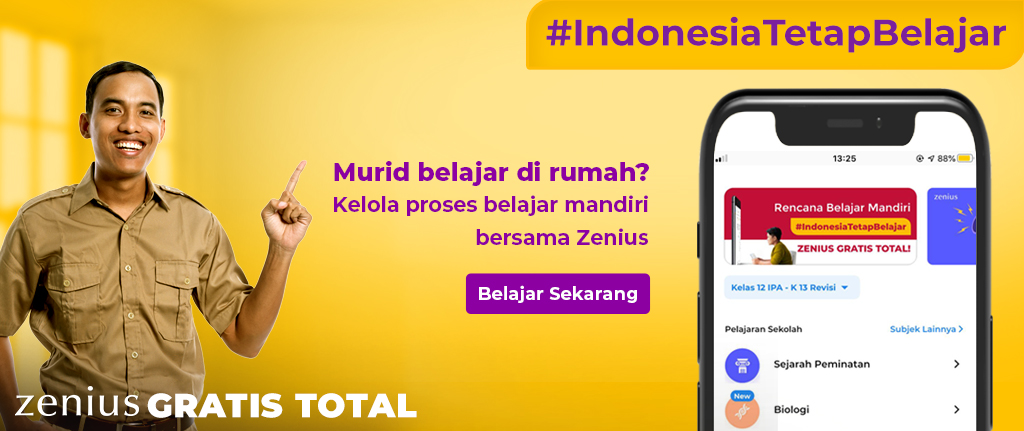 #IndonesiaTetapBelajar
Murid belajar di rumah?
Kelola proses belajar mandiri
bersama Zenius
Belajar Sekarang
zenius GRATIS TOTAL
13:25
88%
Rencana Belajar Mandiri
#IndonesiaTetapBelajar
ZENIUS GRATIS TOTAL!
zenius
Kelas 12 IPA - K 13 Revisi
Pelajaran Sekolah
Subjek Lainnya
Sejarah Peminatan
New
Biologi